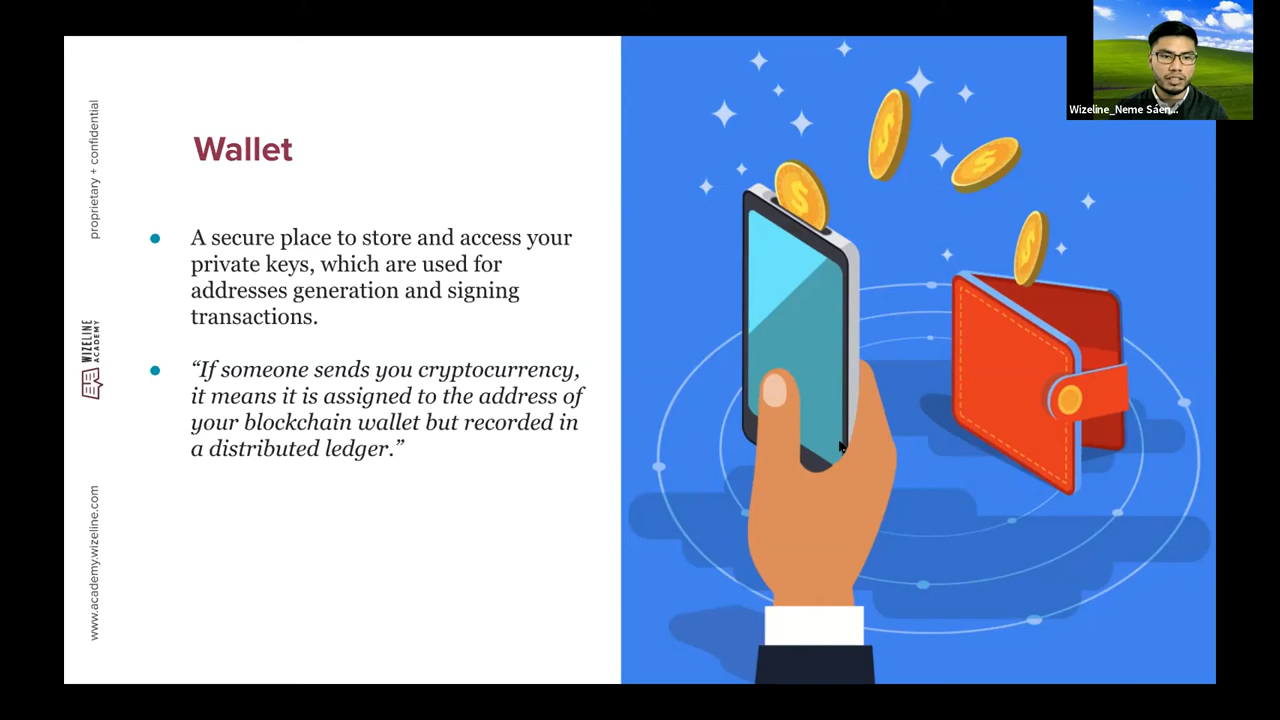 Wallet
A secure place to store and access your
private keys, which are used for
addresses generation and signing
transactions.
“If someone sends you cryptocurrency,
it means it is assigned to the address of
your blockchain wallet but recorded in
a distributed ledger.”
proprietary + confidential
WIZELINE
ACADEMY
www.academy.wizeline.com
Wizeline_Neme Sáen...
$
$
$
$